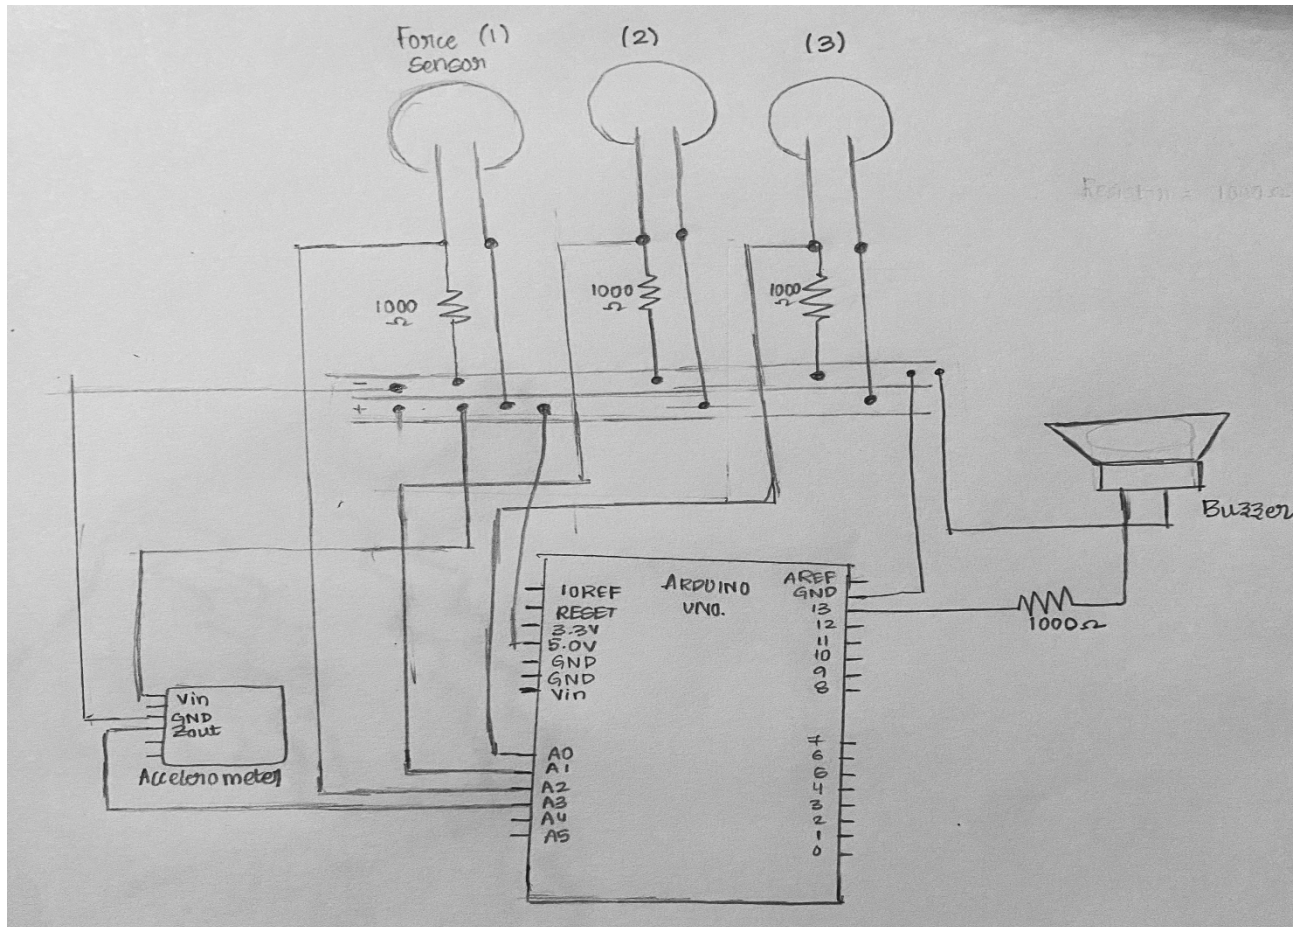 Force (1)
sensor
(2)
(3)
Resistor = 1000Ω
1000
Ω
1000
Ω
1000
Ω
-
+
Buzzer
1000Ω
ARDUINO
UNO.
IOREF
RESET
3.3V
5.0V
GND
GND
Vin
A0
A1
A2
A3
A4
A5
AREF
GND
13
12
11
10
9
8
7
6
5
4
3
2
1
0
Vin
GND
Zout
Accelerometer